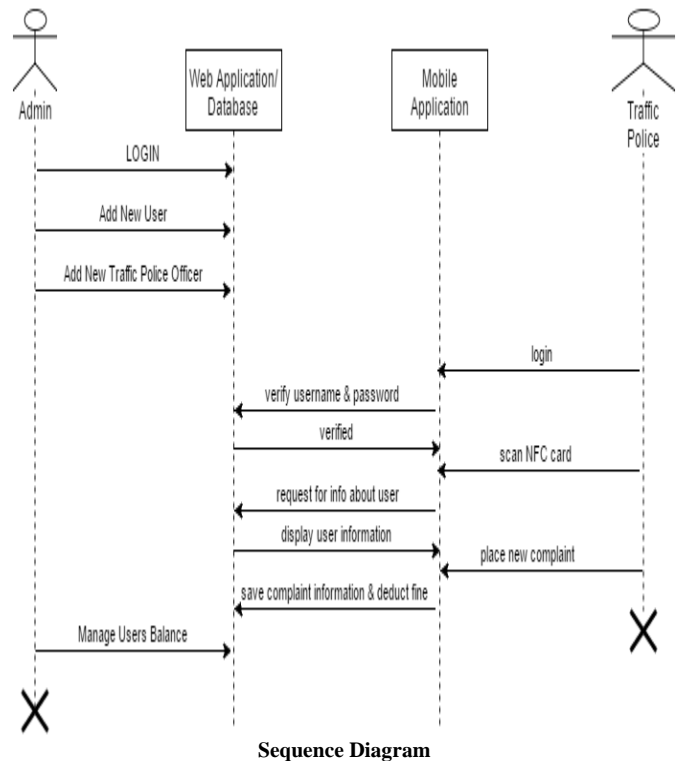 Admin
Web Application/
Database
Mobile
Application
Traffic
Police
LOGIN
Add New User
Add New Traffic Police Officer
login
verify username & password
verified
scan NFC card
request for info about user
display user information
place new complaint
save complaint information & deduct fine
Manage Users Balance
Sequence Diagram